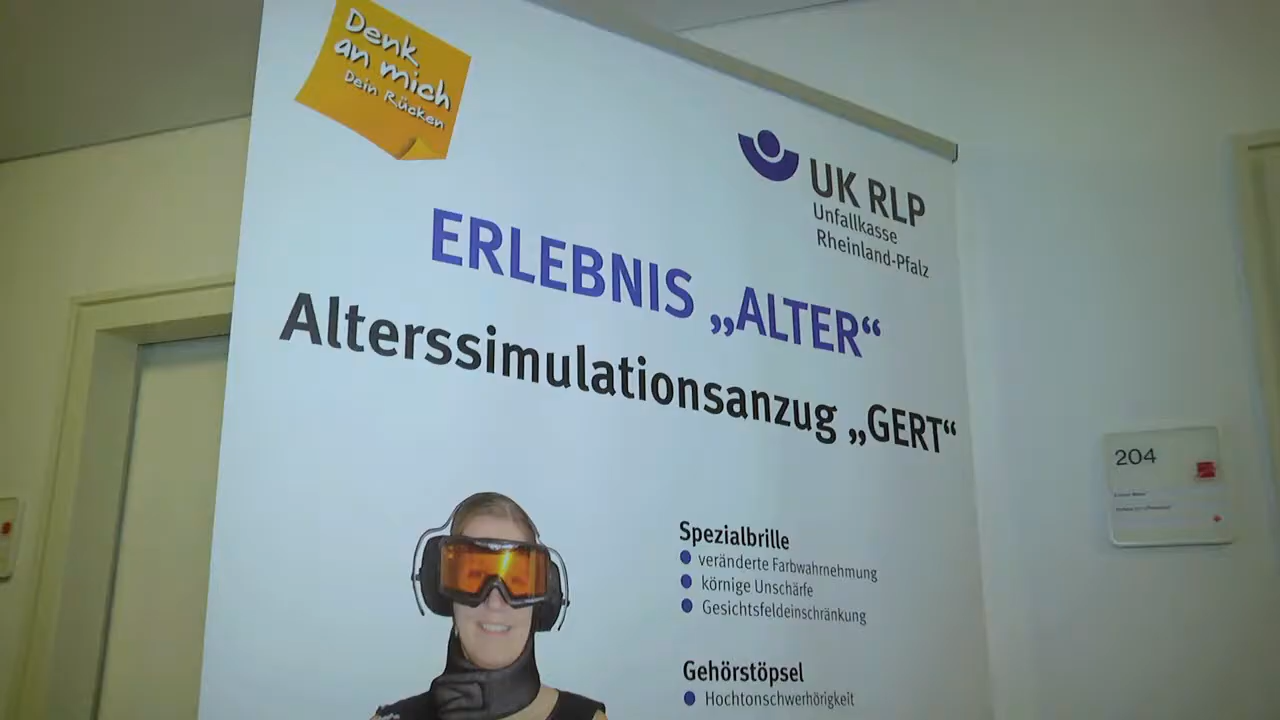 Denk
an mich
Dein Rücken
UK RLP
Unfallkasse
Rheinland-Pfalz
ERLEBNIS „ALTER“
Alterssimulationsanzug „GERT“
Spezialbrille
veränderte Farbwahrnehmung
körnige Unschärfe
Gesichtsfeldeinschränkung
Gehörstöpsel
Hochtonschwerhörigkeit
204